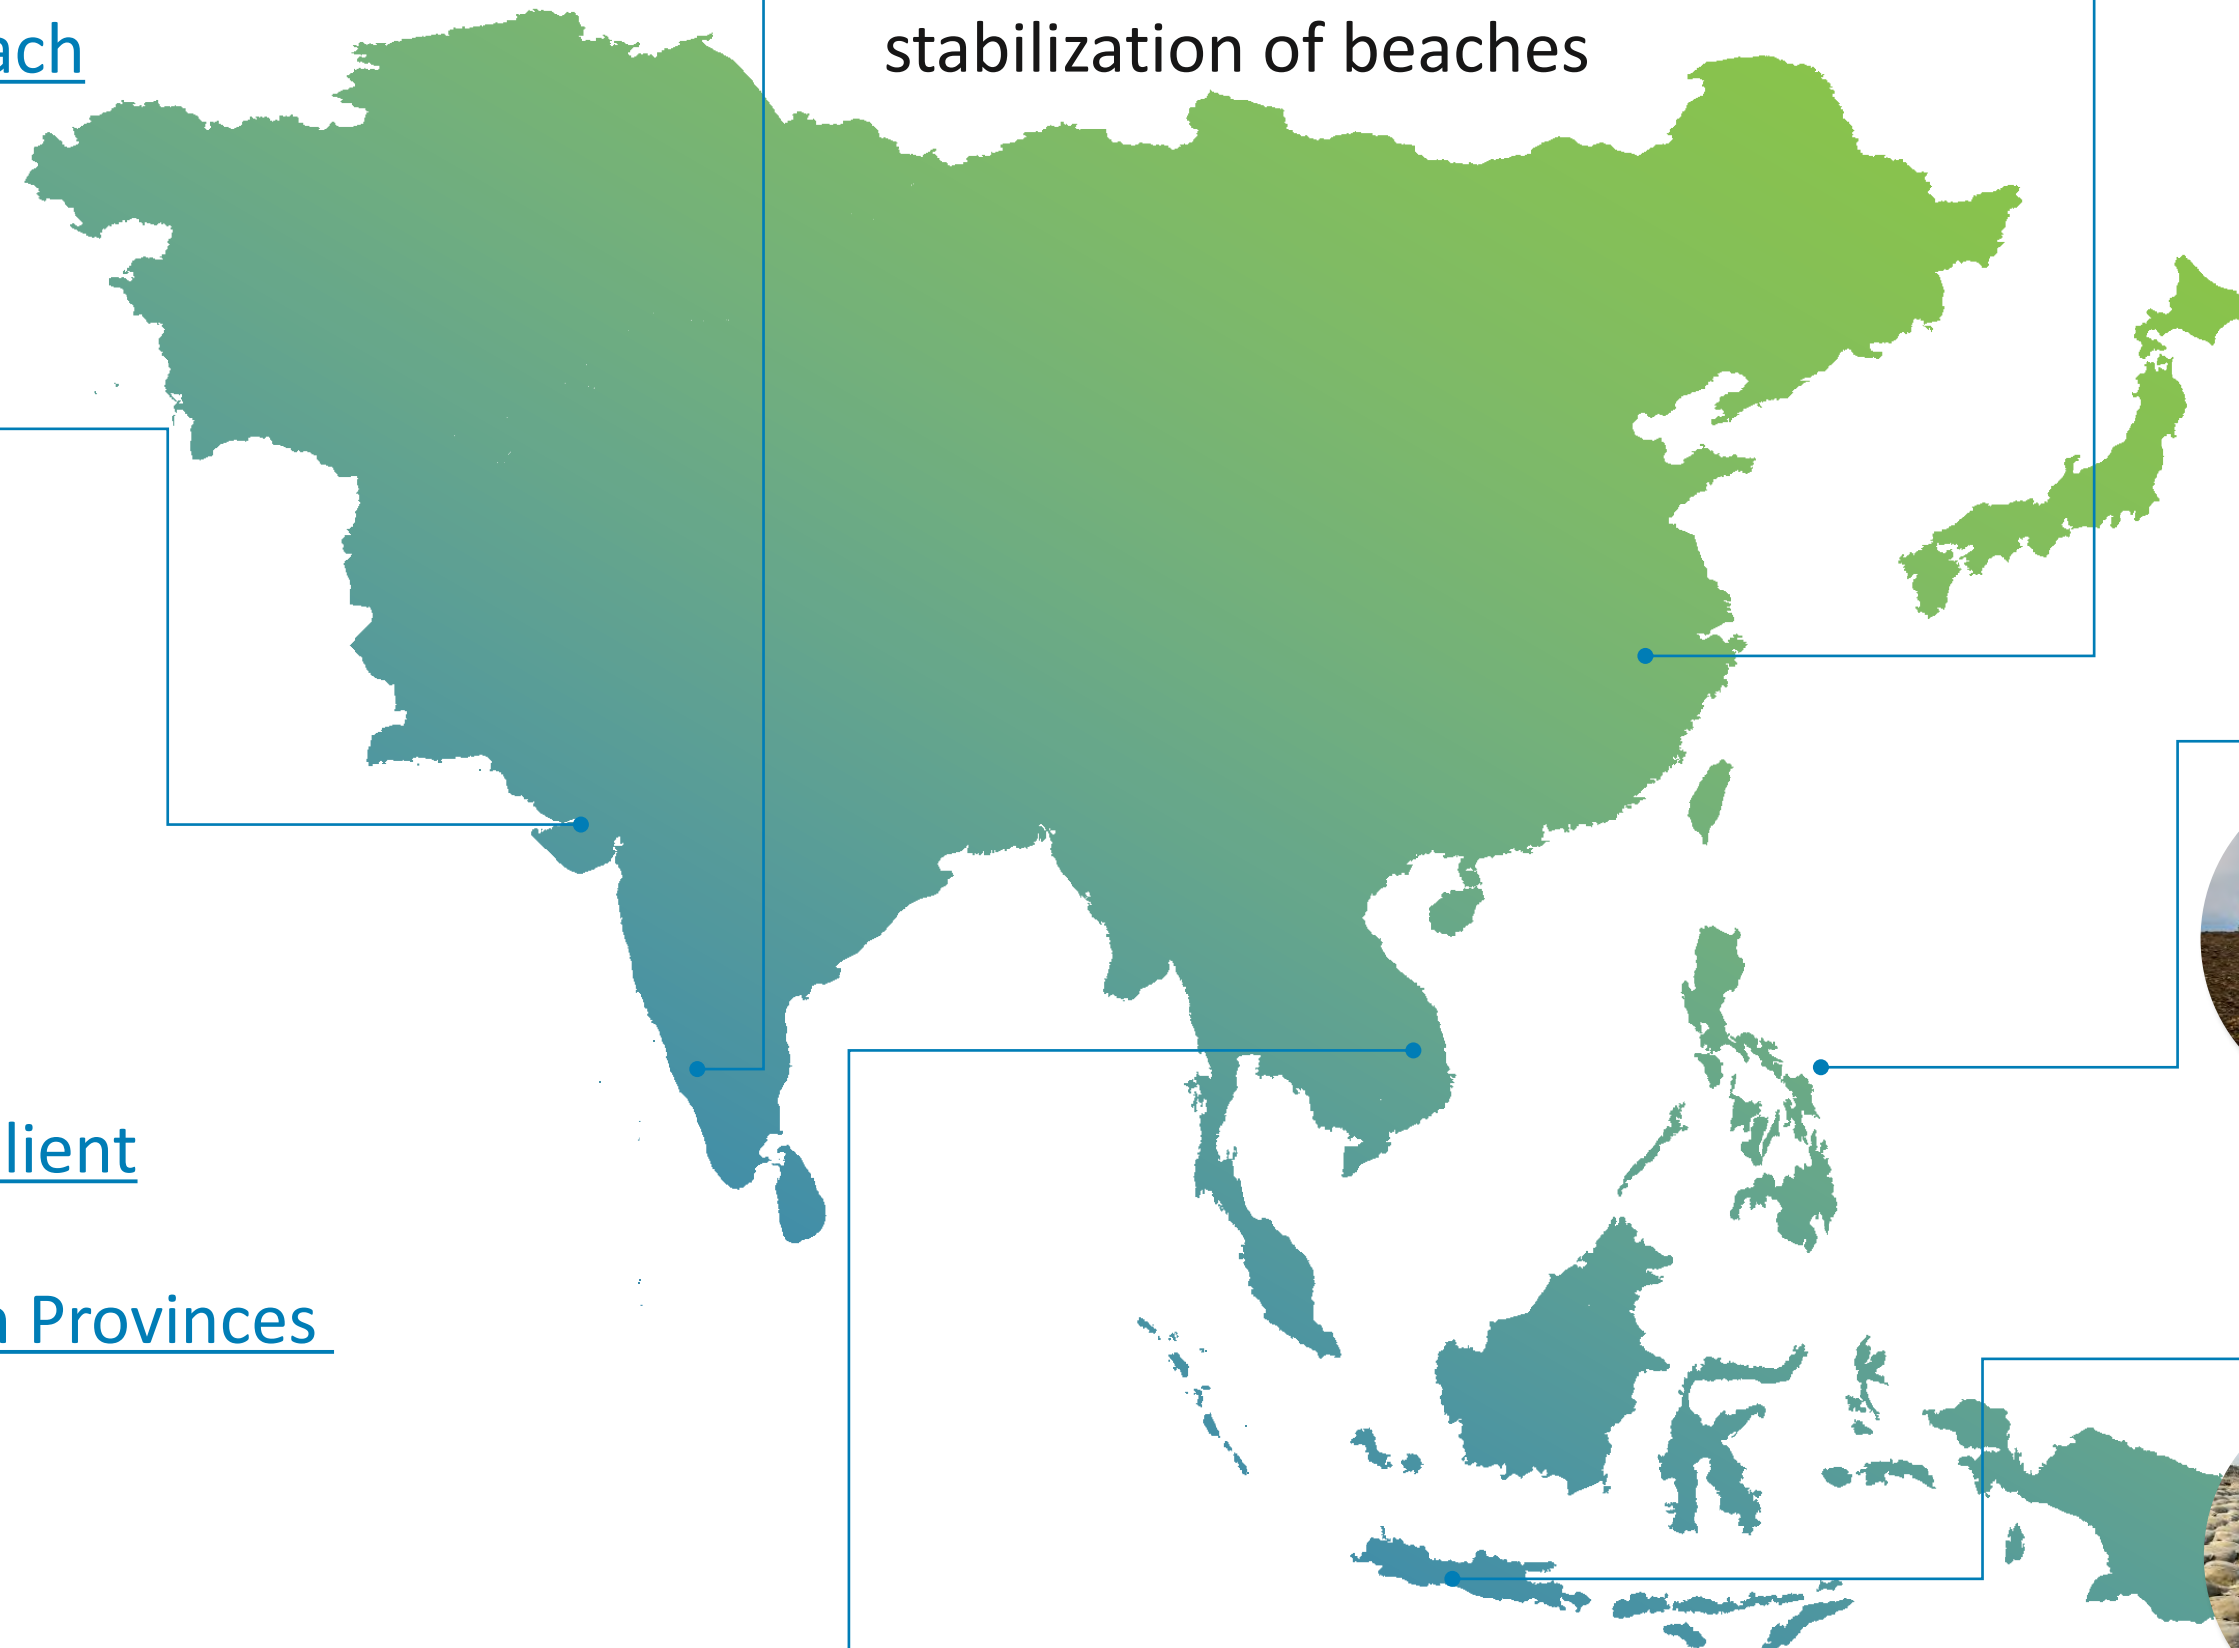 ach
stabilization of beaches
lient
Provinces